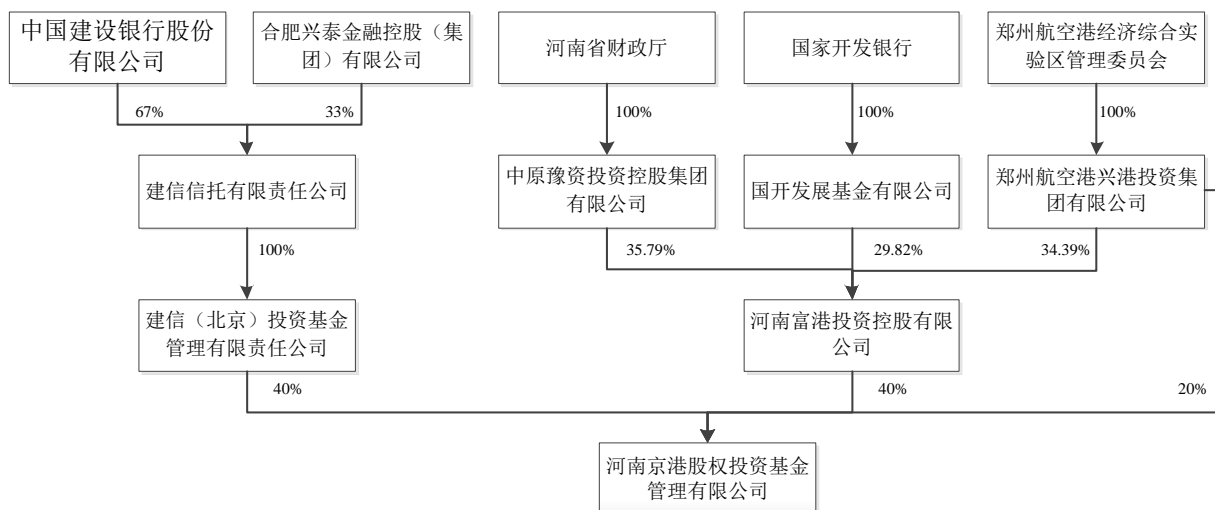 中国建设银行股份
有限公司
合肥兴泰金融控股（集
团）有限公司
河南省财政厅
国家开发银行
郑州航空港经济综合实
验区管理委员会
67%
33%
100%
100%
100%
建信信托有限责任公司
中原豫资投资控股集团
有限公司
国开发展基金有限公司
郑州航空港兴港投资集
团有限公司
100%
35.79%
29.82%
34.39%
建信（北京）投资基金
管理有限责任公司
河南富港投资控股有限
公司
40%
40%
20%
河南京港股权投资基金
管理有限公司